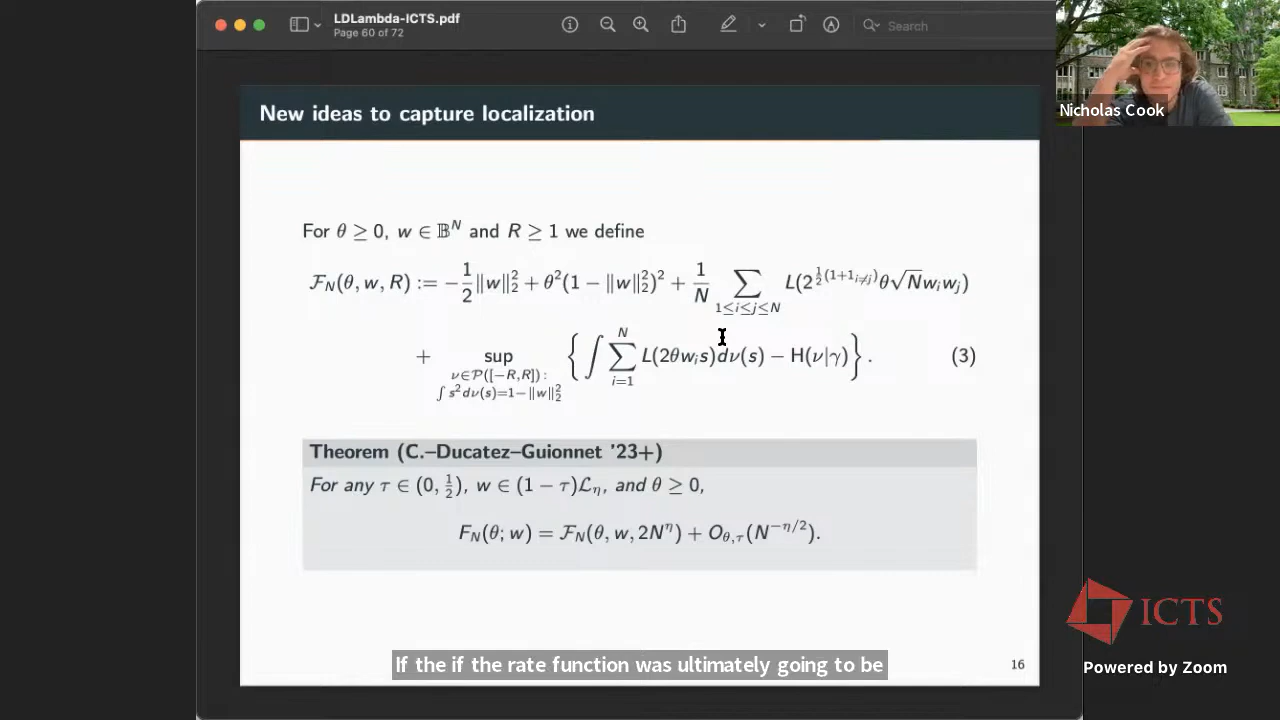 LDLambda-ICTS.pdf
Page 60 of 72
Search
Nicholas Cook
New ideas to capture localization
For θ ≥ 0, w ∈ 𝔹^N and R ≥ 1 we define
ℱ_N(θ, w, R) := −½‖w‖₂² + θ²(1 − ‖w‖₂²)² + 1/N ∑_{1≤i≤j≤N} L(2^{½(1+1_{i≠j})}θ√N w_i w_j)
+ sup_{ν∈𝒫([−R,R]): ∫s²dν(s)=1−‖w‖₂²} { ∫ ∑_{i=1}^N L(2θw_i s)dν(s) − H(ν|γ) } . (3)
Theorem (C.–Ducatez–Guionnet '23+)
For any τ ∈ (0, ½), w ∈ (1 − τ)ℒ_η, and θ ≥ 0,
F_N(θ; w) = ℱ_N(θ, w, 2N^η) + O_{θ,τ}(N^{−η/2}).
If the if the rate function was ultimately going to be
16
ICTS
Powered by Zoom